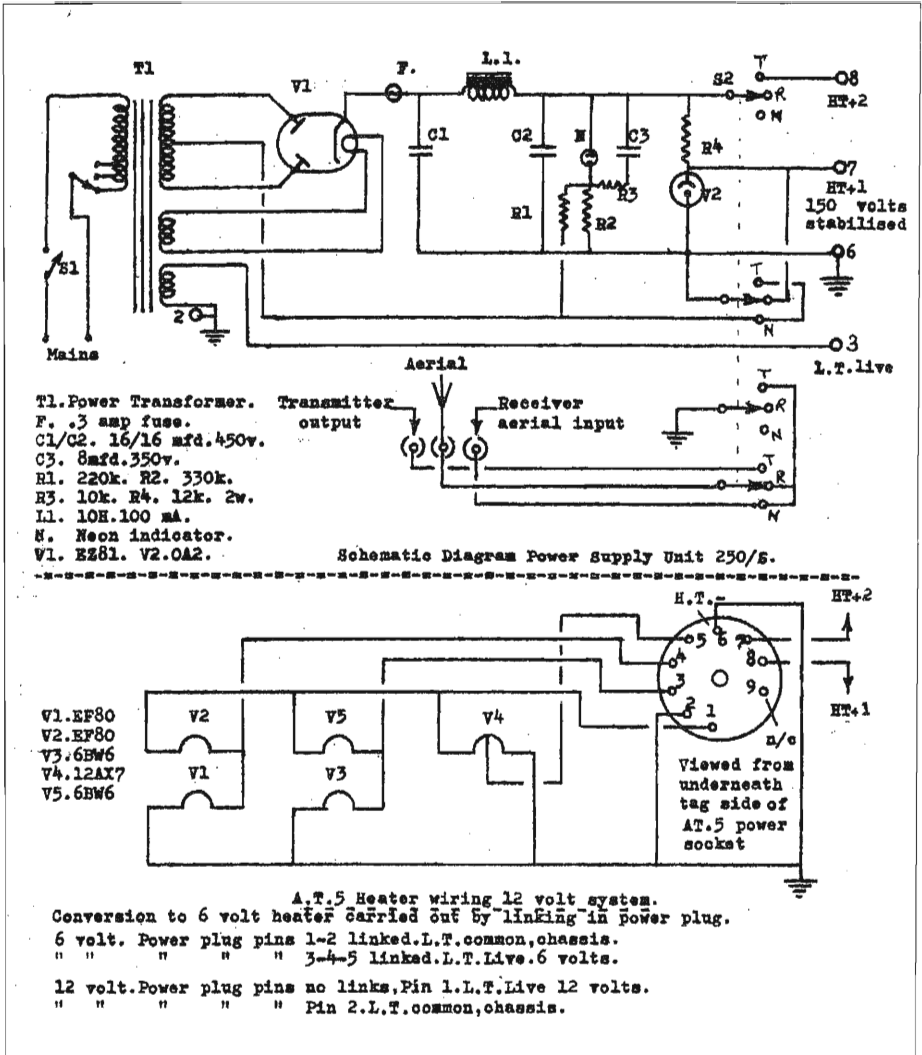 T1
V1
F.
L.1.
S2
T
8
R
HT+2
N
C1
C2
N
C3
R4
7
HT+1
150 volts
stabilised
R3
V2
R1
R2
6
S1
T
R
2
N
3
Mains
L.T.live
Aerial
T
Transmitter
output
Receiver
aerial input
R
N
T
R
N
T1.Power Transformer.
F. .3 amp fuse.
C1/C2. 16/16 mfd.450v.
C3. 8mfd.350v.
R1. 220k. R2. 330k.
R3. 10k. R4. 12k. 2w.
L1. 10H.100 mA.
N. Neon indicator.
V1. EZ81. V2.OA2.
Schematic Diagram Power Supply Unit 250/S.
H.T.-
HT+2
5
6
7
4
8
3
9
2
1
HT+1
n/c
V1.EF80
V2.EF80
V3.6BW6
V4.12AX7
V5.6BW6
V2
V5
V4
V1
V3
Viewed from
underneath
tag side of
AT.5 power
socket
A.T.5 Heater wiring 12 volt system.
Conversion to 6 volt heater carried out by linking in power plug.
6 volt. Power plug pins 1-2 linked.L.T.common,chassis.
" " " " " 3-4-5 linked.L.T.Live.6 volts.
12 volt.Power plug pins no links,Pin 1.L.T.Live 12 volts.
" " " " " Pin 2.L.T.common,chassis.